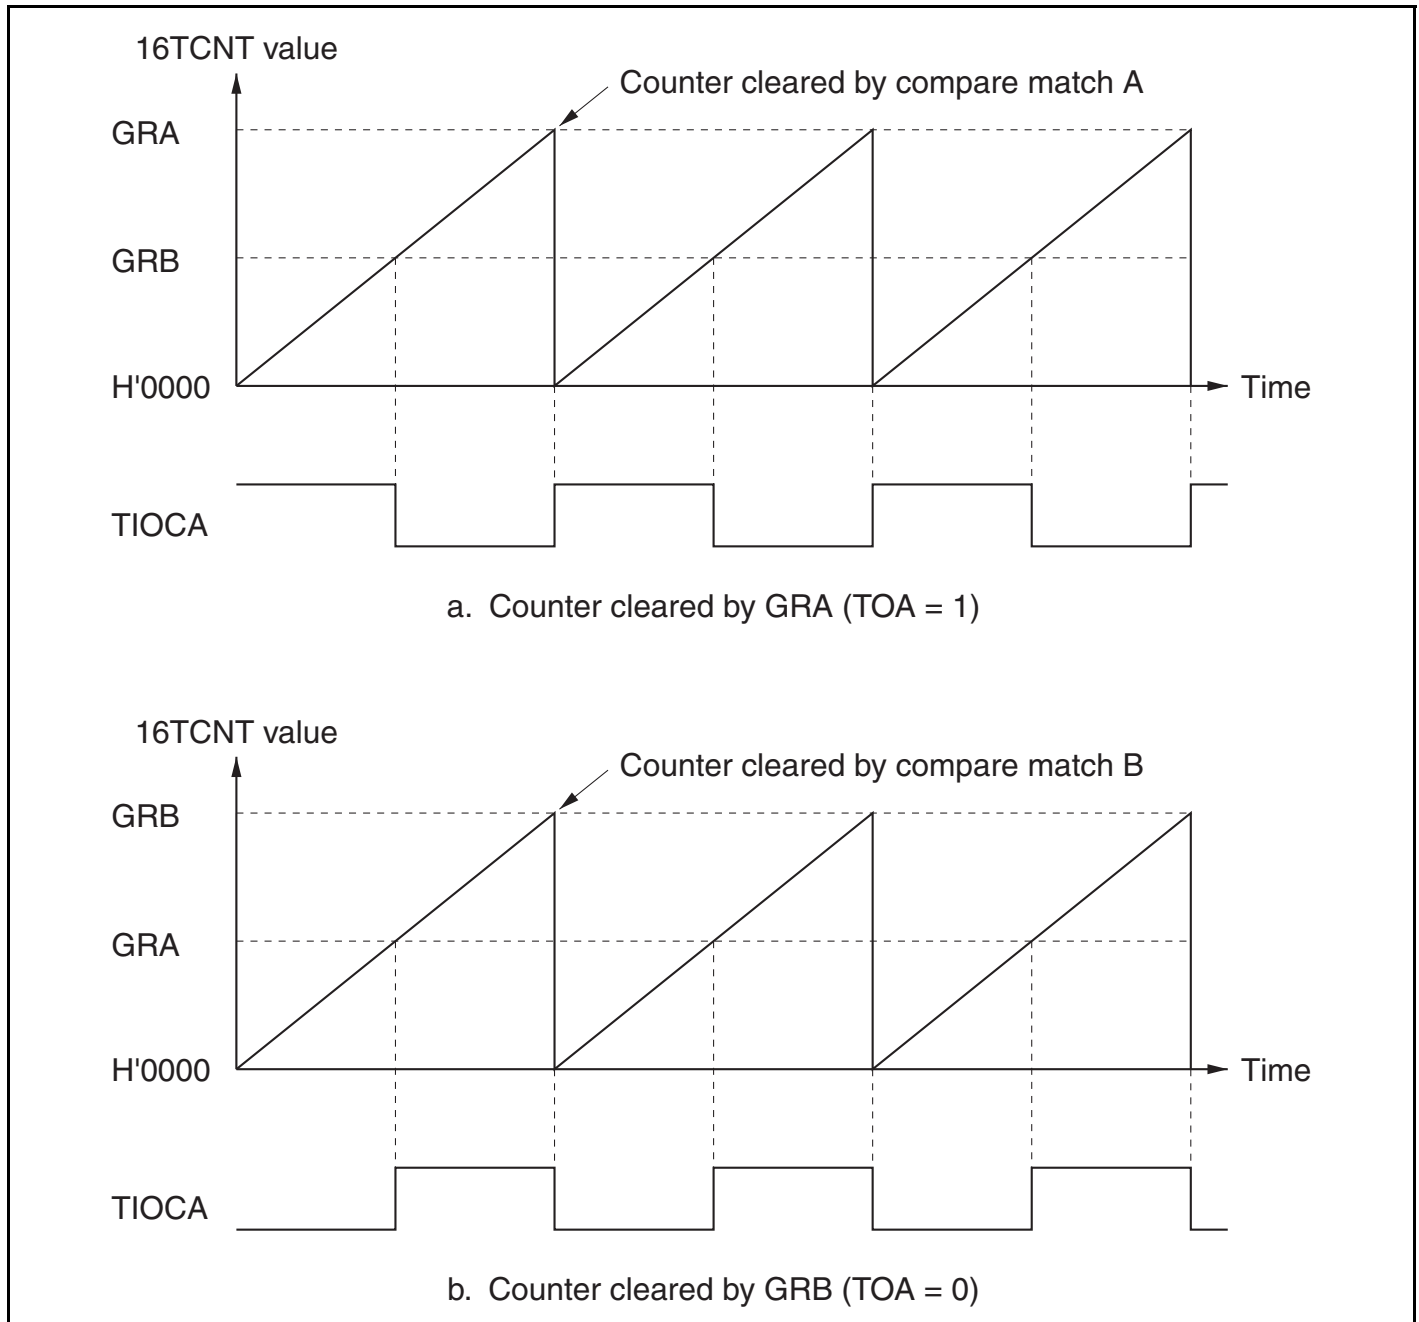 16TCNT value
Counter cleared by compare match A
GRA
GRB
H'0000
Time
TIOCA
a. Counter cleared by GRA (TOA = 1)
16TCNT value
Counter cleared by compare match B
GRB
GRA
H'0000
Time
TIOCA
b. Counter cleared by GRB (TOA = 0)